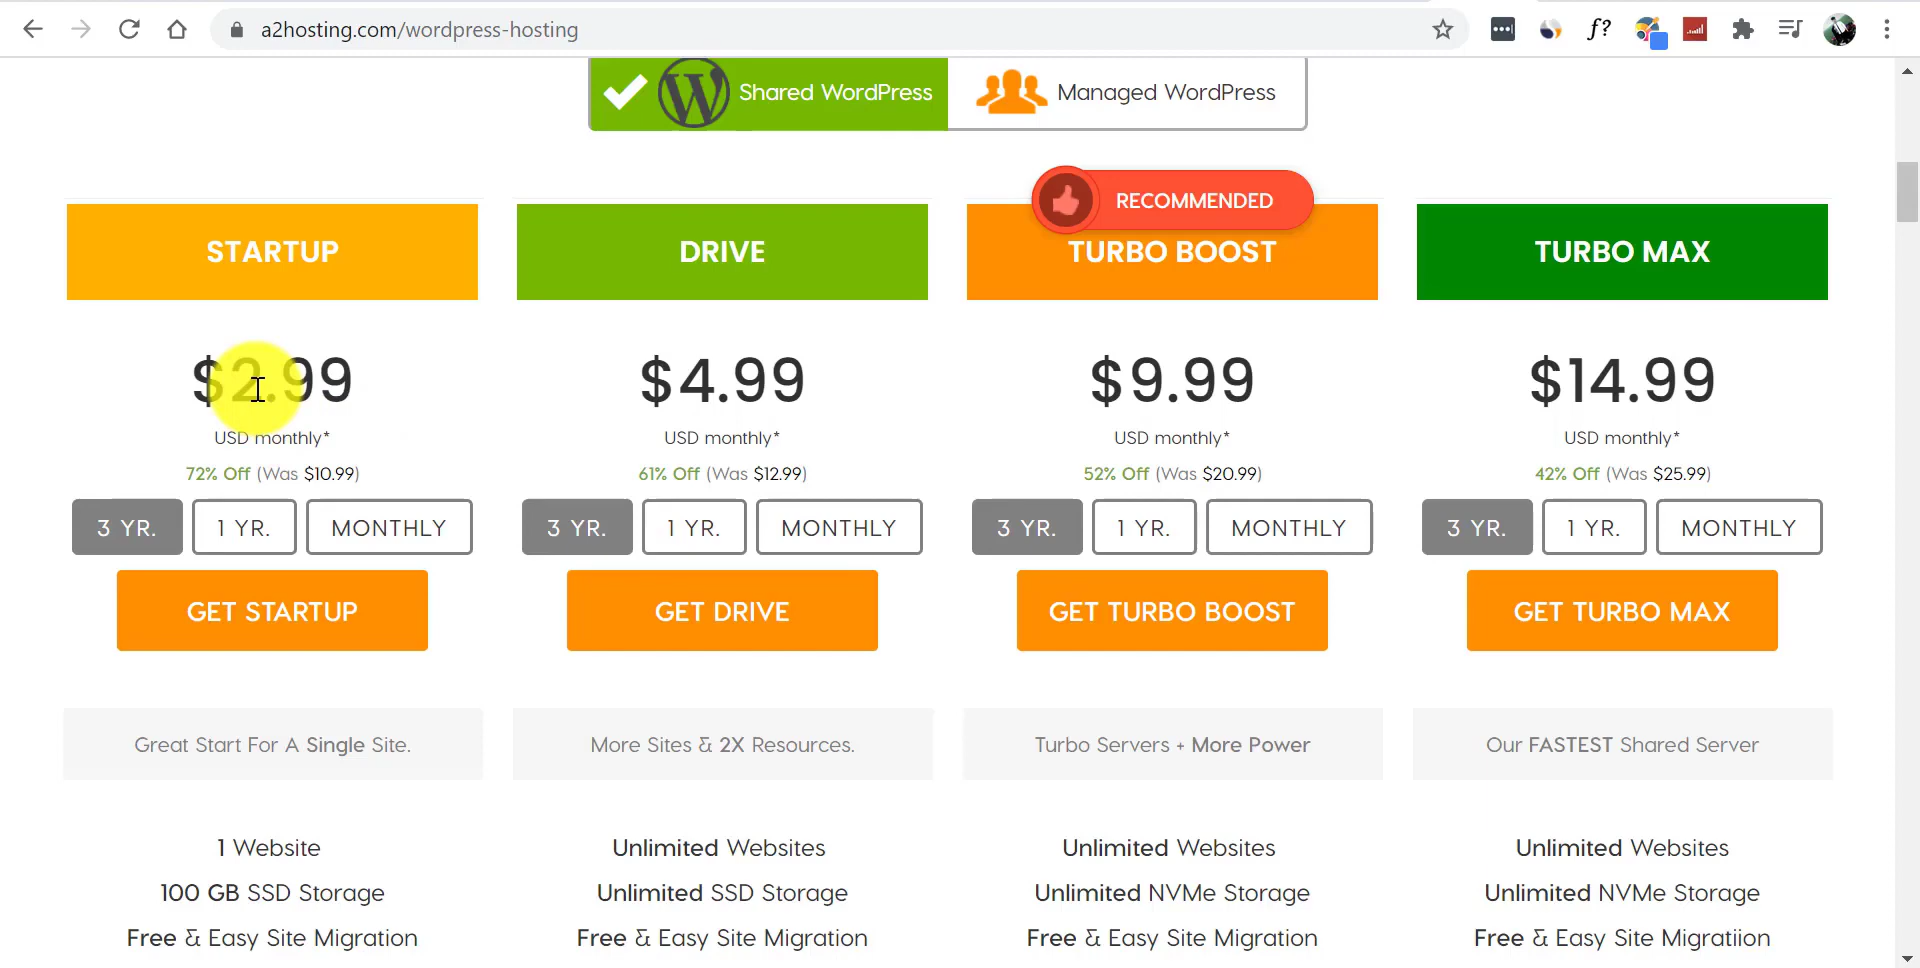 a2hosting.com/wordpress-hosting
f?
Shared WordPress
Managed WordPress
RECOMMENDED
STARTUP
DRIVE
TURBO BOOST
TURBO MAX
$2.99
$4.99
$9.99
$14.99
USD monthly*
USD monthly*
USD monthly*
USD monthly*
72% Off (Was $10.99)
61% Off (Was $12.99)
52% Off (Was $20.99)
42% Off (Was $25.99)
3 YR. 1 YR. MONTHLY
3 YR. 1 YR. MONTHLY
3 YR. 1 YR. MONTHLY
3 YR. 1 YR. MONTHLY
GET STARTUP
GET DRIVE
GET TURBO BOOST
GET TURBO MAX
Great Start For A Single Site.
More Sites & 2X Resources.
Turbo Servers + More Power
Our FASTEST Shared Server
1 Website
Unlimited Websites
Unlimited Websites
Unlimited Websites
100 GB SSD Storage
Unlimited SSD Storage
Unlimited NVMe Storage
Unlimited NVMe Storage
Free & Easy Site Migration
Free & Easy Site Migration
Free & Easy Site Migration
Free & Easy Site Migratiion